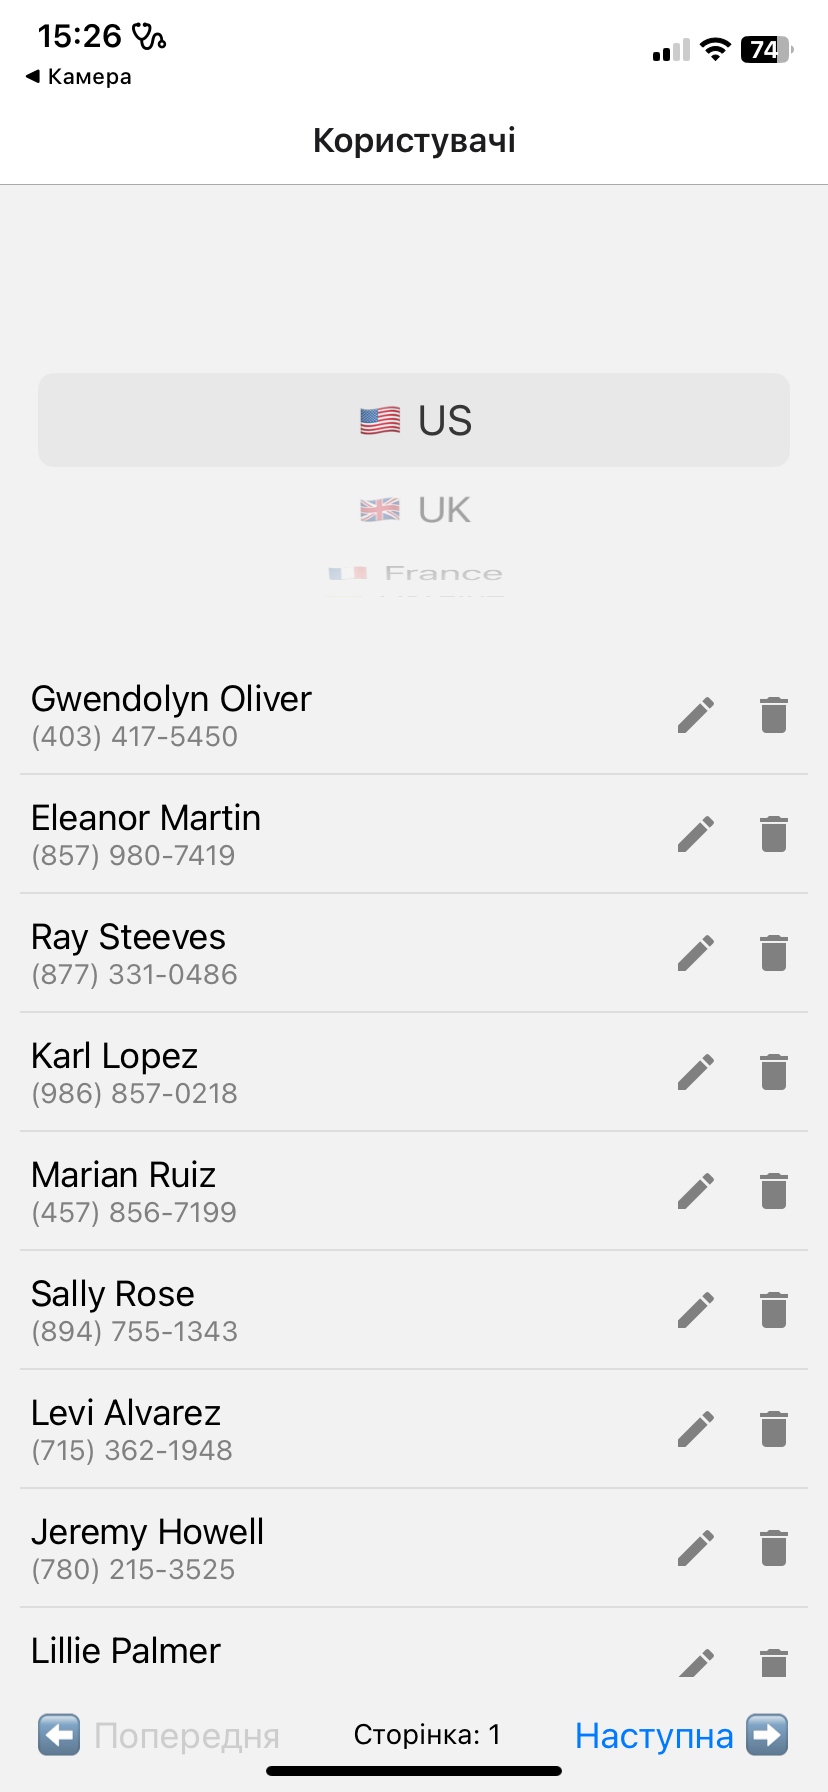 15:26
74
◀ Камера
Користувачі
🇺🇸 US
🇬🇧 UK
🇫🇷 France
Gwendolyn Oliver
(403) 417-5450
Eleanor Martin
(857) 980-7419
Ray Steeves
(877) 331-0486
Karl Lopez
(986) 857-0218
Marian Ruiz
(457) 856-7199
Sally Rose
(894) 755-1343
Levi Alvarez
(715) 362-1948
Jeremy Howell
(780) 215-3525
Lillie Palmer
⬅️ Попередня Сторінка: 1 Наступна ➡️